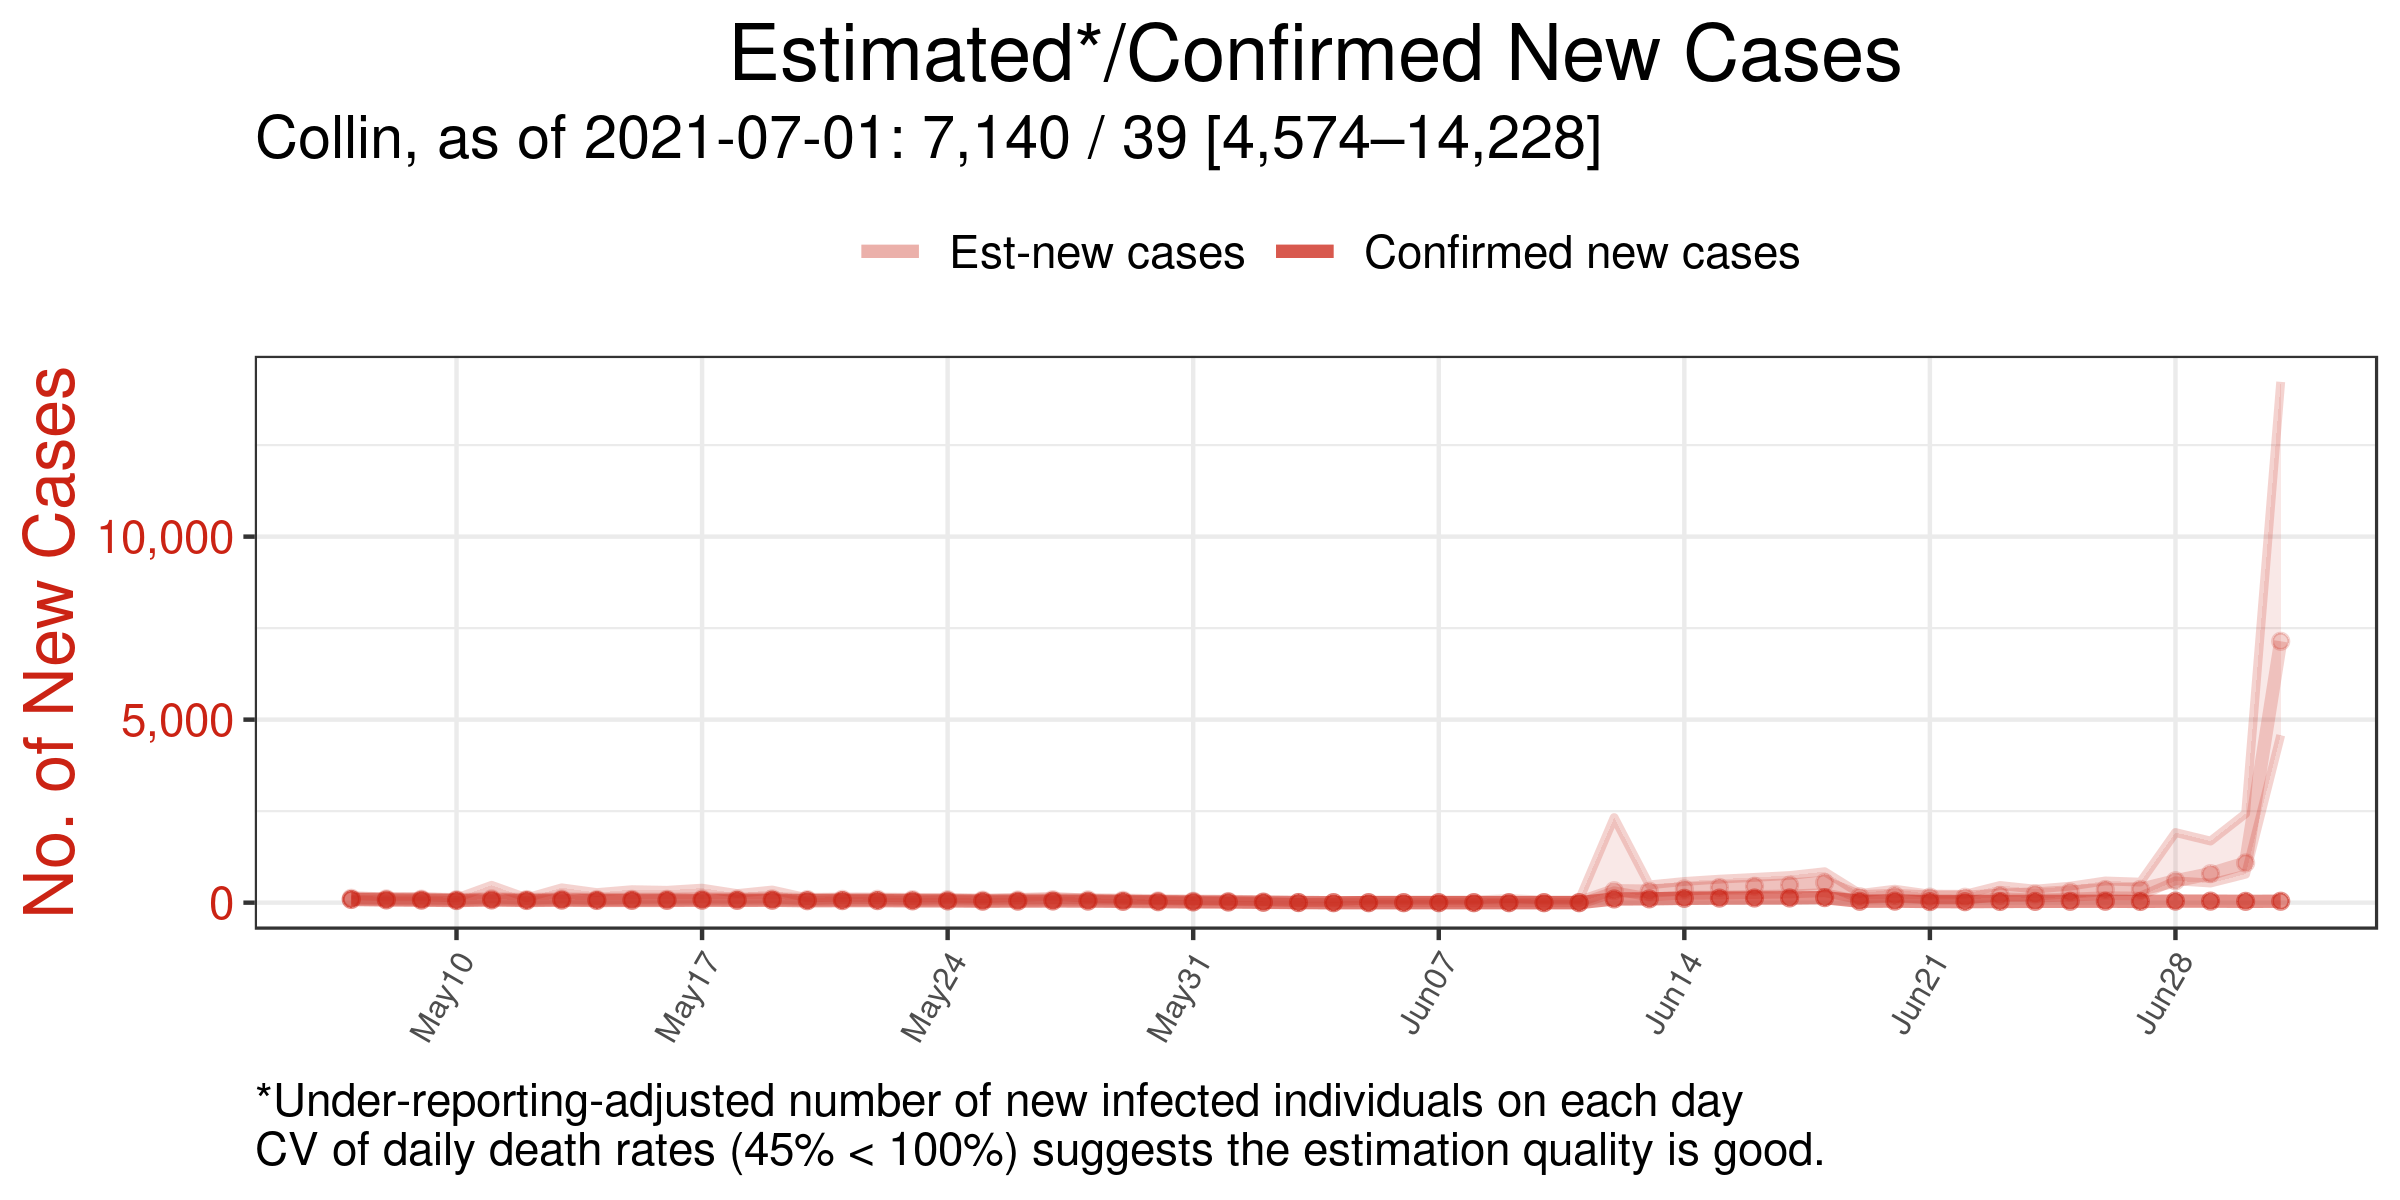 Estimated*/Confirmed New Cases
Collin, as of 2021-07-01: 7,140 / 39 [4,574–14,228]
Est-new cases
Confirmed new cases
No. of New Cases
10,000
5,000
0
May10
May17
May24
May31
Jun07
Jun14
Jun21
Jun28
*Under-reporting-adjusted number of new infected individuals on each day
CV of daily death rates (45% < 100%) suggests the estimation quality is good.